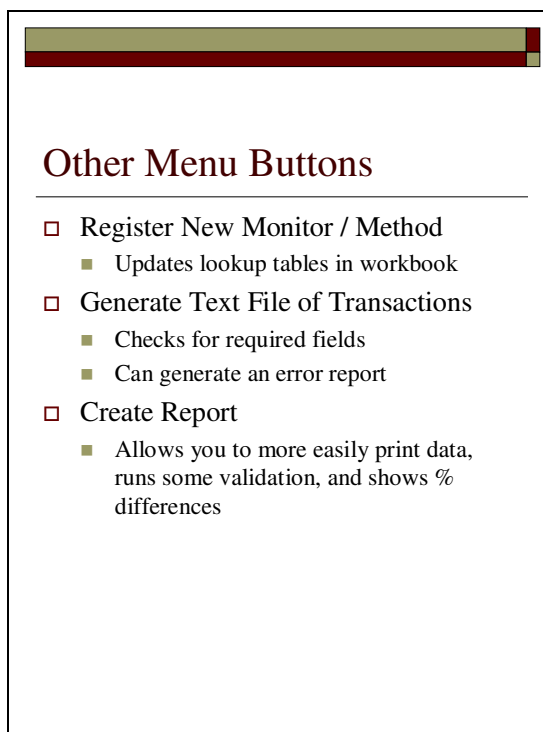 Other Menu Buttons
Register New Monitor / Method
Updates lookup tables in workbook
Generate Text File of Transactions
Checks for required fields
Can generate an error report
Create Report
Allows you to more easily print data,
runs some validation, and shows %
differences